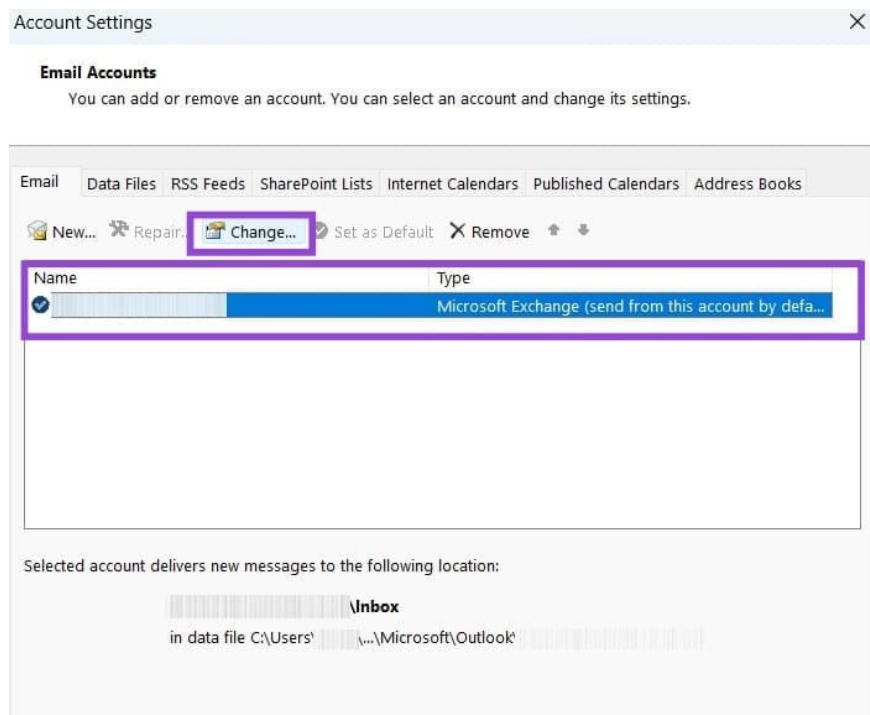 Account Settings
Email Accounts
You can add or remove an account. You can select an account and change its settings.
Email Data Files RSS Feeds SharePoint Lists Internet Calendars Published Calendars Address Books
New... Repair... Change... Set as Default Remove
Name Type
Microsoft Exchange (send from this account by defa...
Selected account delivers new messages to the following location:
\Inbox
in data file C:\Users\ \...\Microsoft\Outlook\